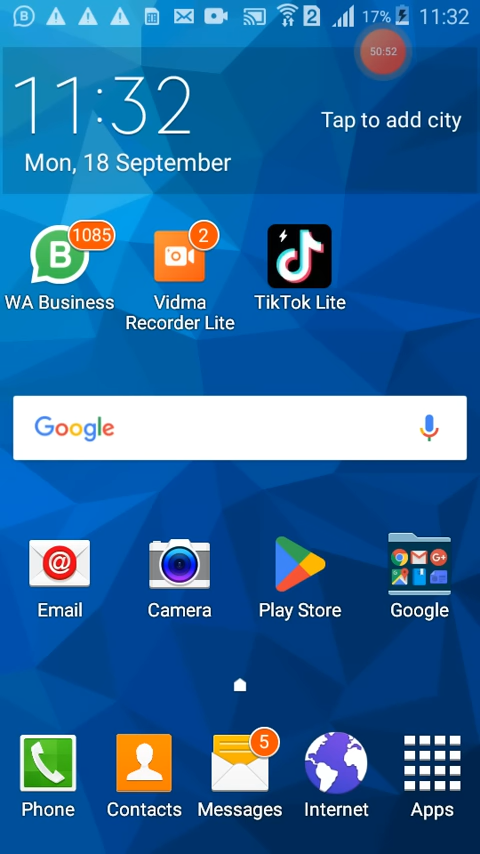 2 17% 11:32
50:52
11:32
Tap to add city
Mon, 18 September
1085
2
WA Business
Vidma
Recorder Lite
TikTok Lite
Google
Email
Camera
Play Store
Google
5
Phone
Contacts
Messages
Internet
Apps